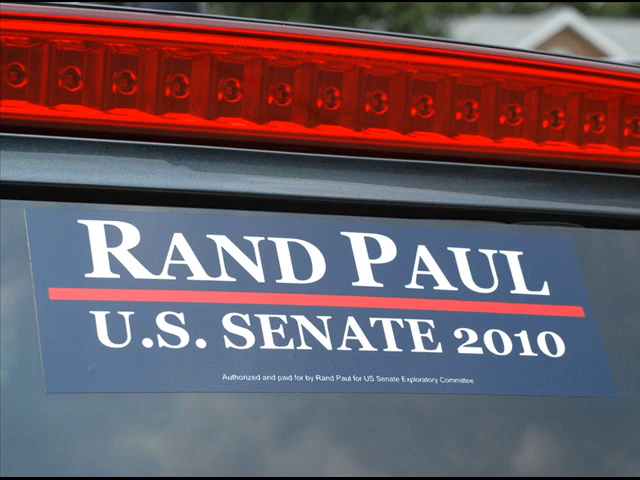 RAND PAUL
U.S. SENATE 2010
Authorized and paid for by Rand Paul for US Senate Exploratory Committee